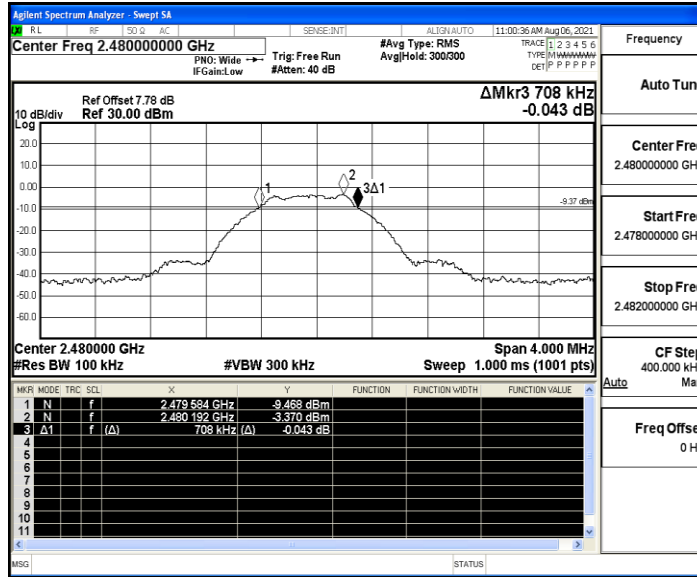 Agilent Spectrum Analyzer - Swept SA
RL RF 50 Ω AC SENSE:INT ALIGNAUTO 11:00:36 AM Aug 06, 2021
Center Freq 2.480000000 GHz
PNO: Wide
IFGain:Low
Trig: Free Run
#Atten: 40 dB
#Avg Type: RMS
Avg|Hold: 300/300
TRACE 1 2 3 4 5 6
TYPE MWWWWW
DET P P P P P P
Ref Offset 7.78 dB
10 dB/div Ref 30.00 dBm
Log
ΔMkr3 708 kHz
-0.043 dB
20.0
10.0
0.00
-10.0
-20.0
-30.0
-40.0
-50.0
-60.0
1
2
3Δ1
-9.37 dBm
Center 2.480000 GHz Span 4.000 MHz
#Res BW 100 kHz #VBW 300 kHz Sweep 1.000 ms (1001 pts)
MKR MODE TRC SCL X Y FUNCTION FUNCTION WIDTH FUNCTION VALUE
1 N f 2.479 584 GHz -9.468 dBm
2 N f 2.480 192 GHz -3.370 dBm
3 Δ1 f (Δ) 708 kHz (Δ) -0.043 dB
4
5
6
7
8
9
10
11
MSG STATUS
Frequency
Auto Tun
Center Fre
2.480000000 GH
Start Fre
2.478000000 GH
Stop Fre
2.482000000 GH
CF Step
400.000 kH
Auto Ma
Freq Offse
0 H